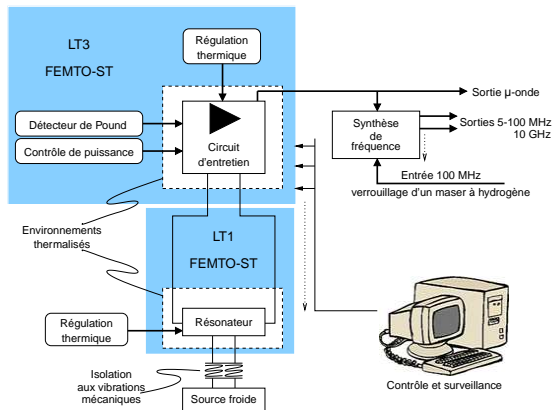 LT3
FEMTO-ST
Régulation
thermique
Sortie µ-onde
Détecteur de Pound
Contrôle de puissance
Circuit
d'entretien
Synthèse
de
fréquence
Sorties 5-100 MHz
10 GHz
Entrée 100 MHz
verrouillage d'un maser à hydrogène
Environnements
thermalisés
LT1
FEMTO-ST
Régulation
thermique
Résonateur
Isolation
aux vibrations
mécaniques
Source froide
Contrôle et surveillance